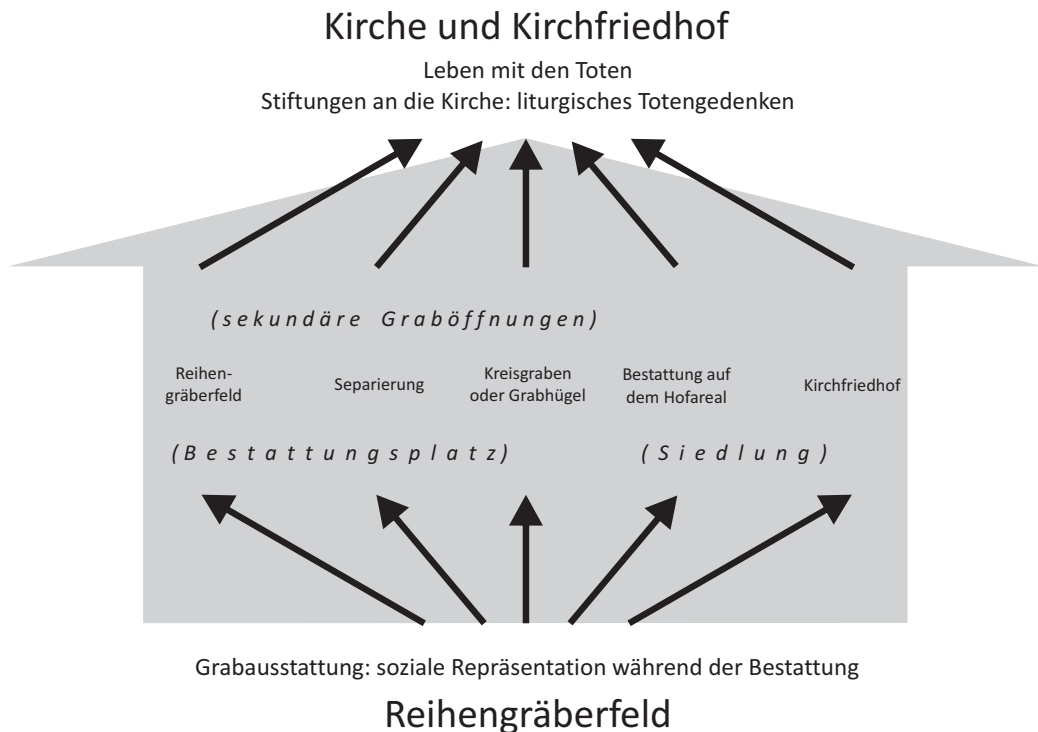 Kirche und Kirchfriedhof
Leben mit den Toten
Stiftungen an die Kirche: liturgisches Totengedenken
(sekundäre Graböffnungen)
Reihen-
gräberfeld
Separierung
Kreisgraben
oder Grabhügel
Bestattung auf
dem Hofareal
Kirchfriedhof
(Bestattungsplatz)
(Siedlung)
Grabausstattung: soziale Repräsentation während der Bestattung
Reihengräberfeld